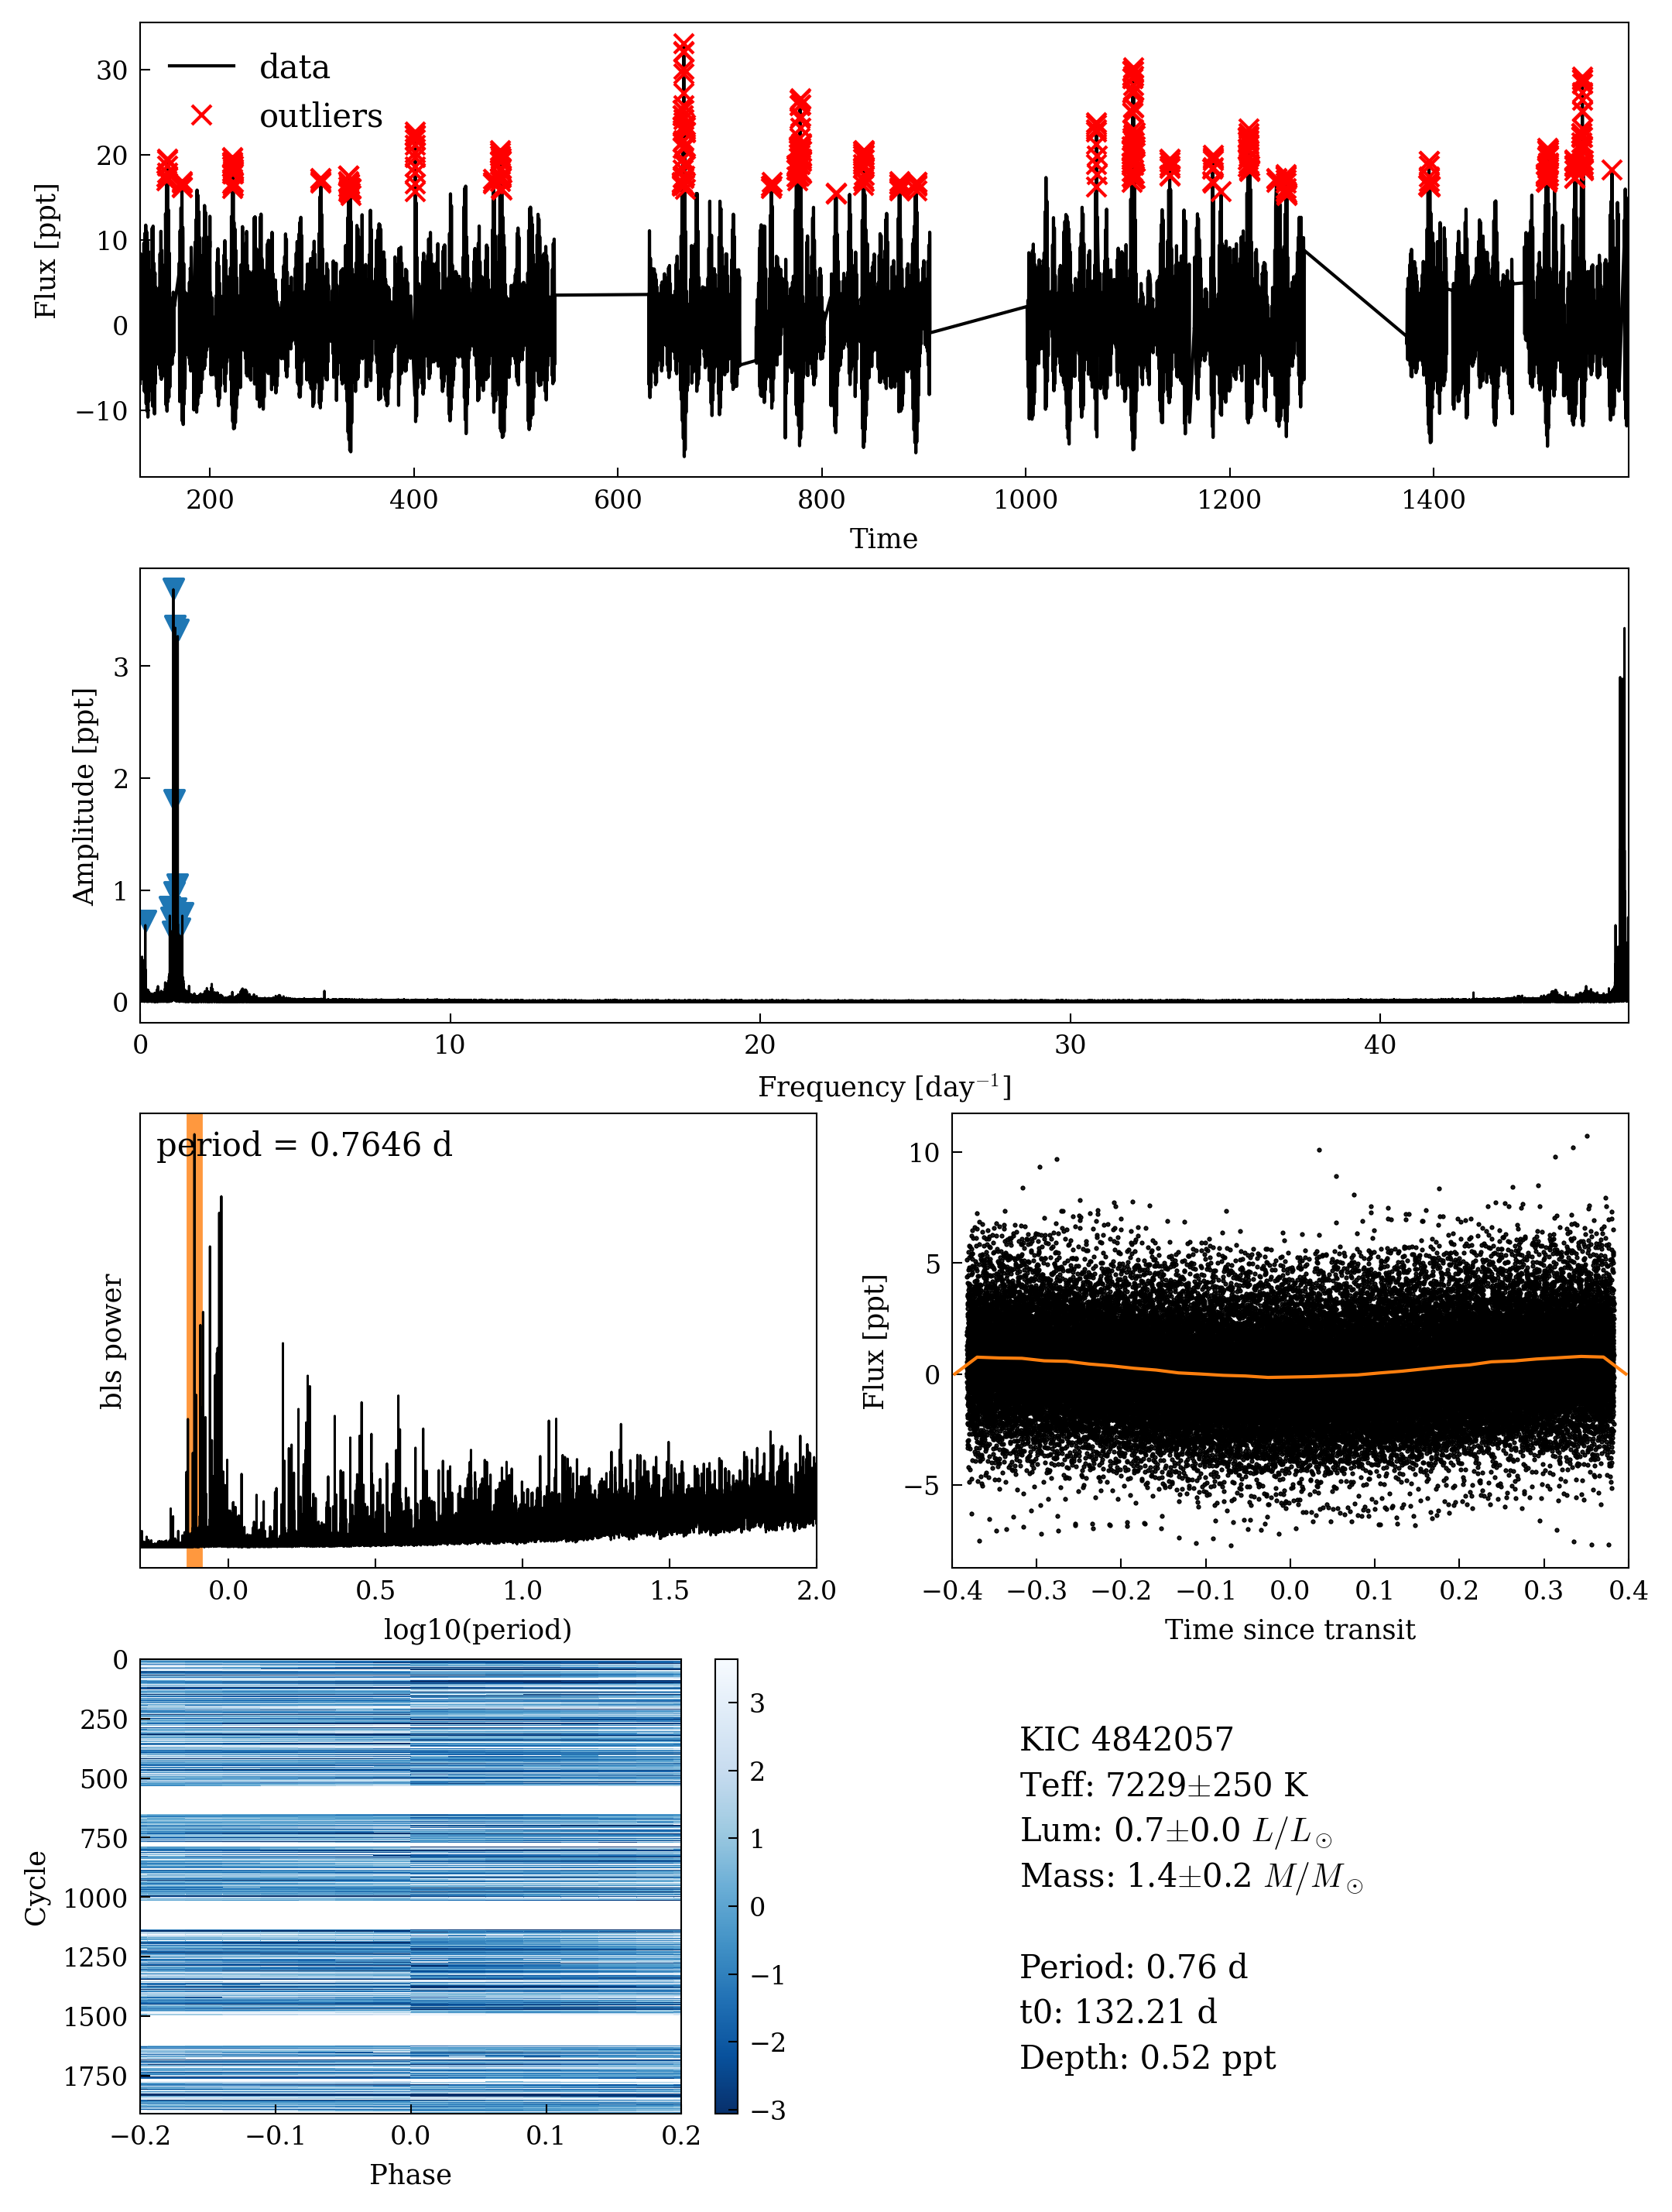 30
20
10
0
−10
Flux [ppt]
data
outliers
200
400
600
800
1000
1200
1400
Time
3
2
1
0
Amplitude [ppt]
0
10
20
30
40
Frequency [day−1]
period = 0.7646 d
bls power
0.0
0.5
1.0
1.5
2.0
log10(period)
10
5
0
−5
Flux [ppt]
−0.4
−0.3
−0.2
−0.1
0.0
0.1
0.2
0.3
0.4
Time since transit
0
250
500
750
1000
1250
1500
1750
Cycle
−0.2
−0.1
0.0
0.1
0.2
Phase
3
2
1
0
−1
−2
−3
KIC 4842057
Teff: 7229±250 K
Lum: 0.7±0.0 L/L⊙
Mass: 1.4±0.2 M/M⊙
Period: 0.76 d
t0: 132.21 d
Depth: 0.52 ppt